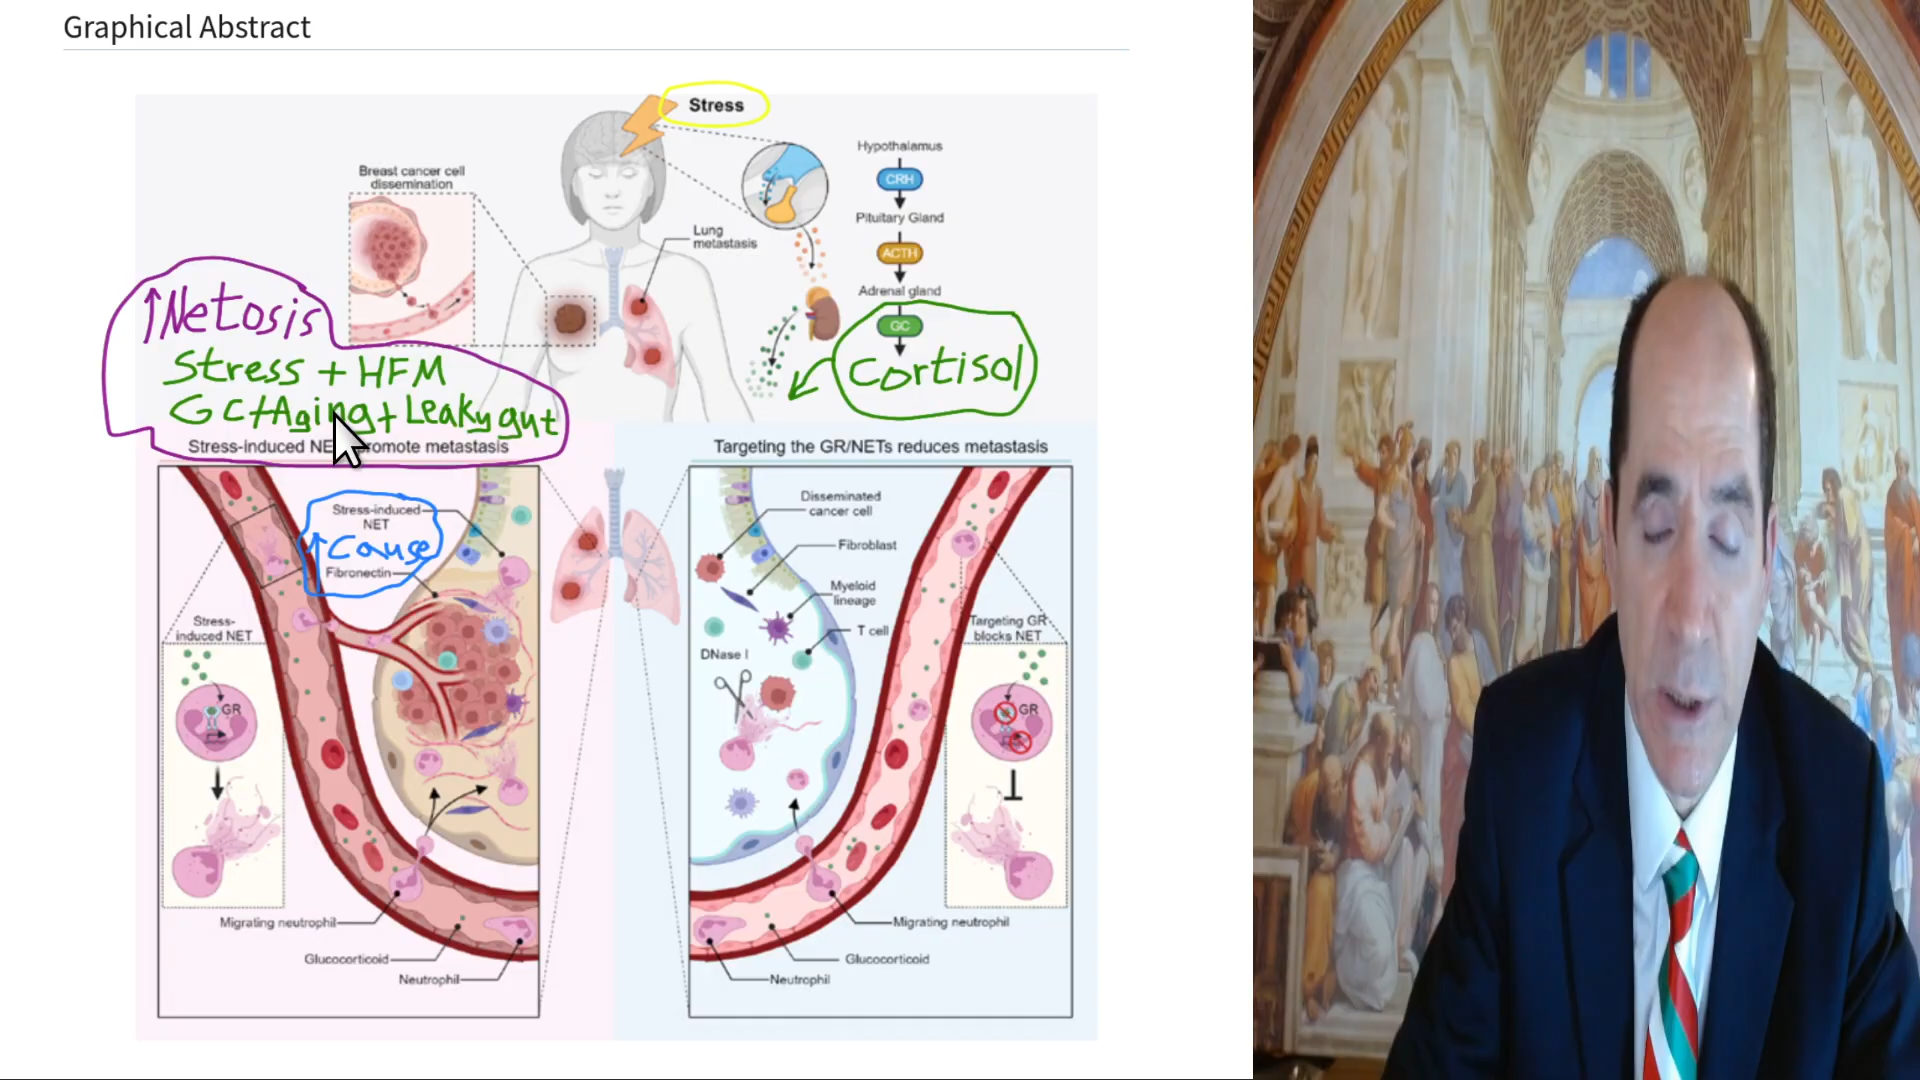 Graphical Abstract
Stress
Hypothalamus
CRH
Pituitary Gland
ACTH
Adrenal gland
GC
Cortisol
Breast cancer cell
dissemination
Lung
metastasis
↑Netosis
Stress + HFM
GC+Aging+Leaky gut
Stress-induced NE romote metastasis
Stress-induced
NET
↑Cause
Fibronectin
Stress-
induced NET
GR
Migrating neutrophil
Glucocorticoid
Neutrophil
Targeting the GR/NETs reduces metastasis
Disseminated
cancer cell
Fibroblast
Myeloid
lineage
T cell
DNase I
Targeting GR
blocks NET
GR
Migrating neutrophil
Glucocorticoid
Neutrophil